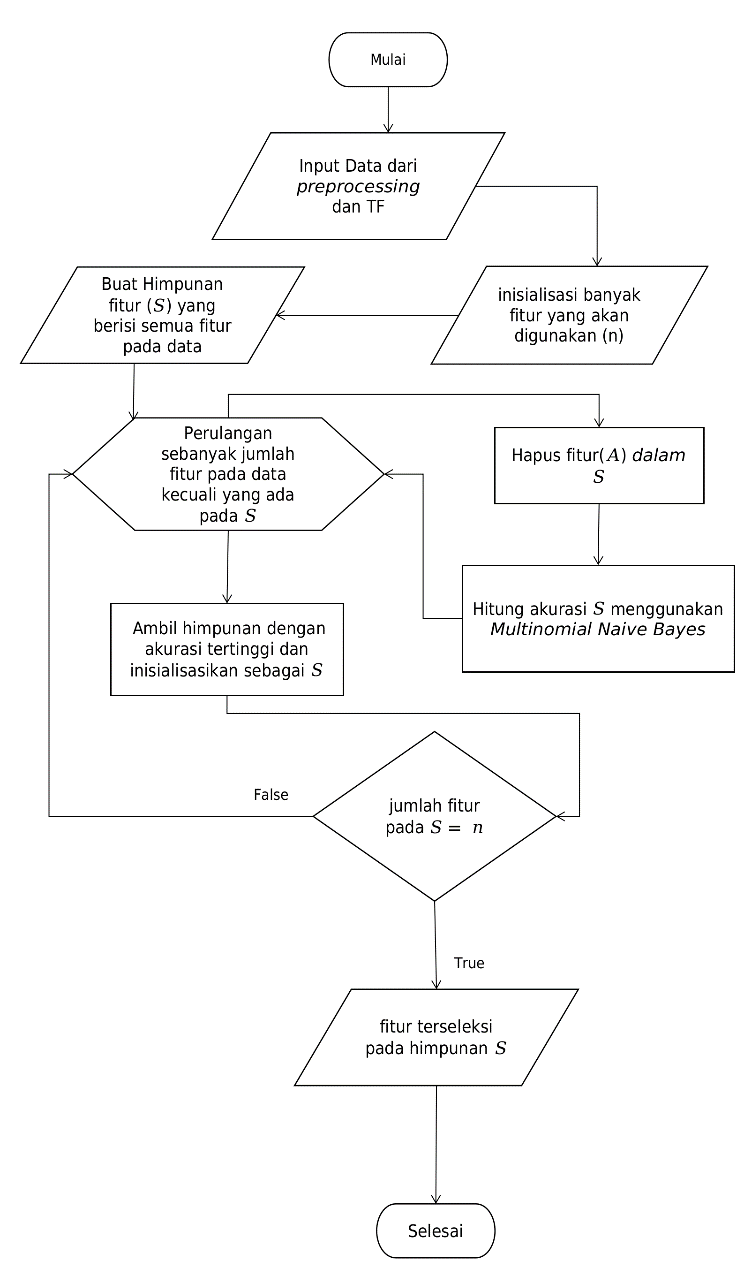 Mulai
Input Data dari
preprocessing
dan TF
inisialisasi banyak
fitur yang akan
digunakan (n)
Buat Himpunan
fitur (S) yang
berisi semua fitur
pada data
Perulangan
sebanyak jumlah
fitur pada data
kecuali yang ada
pada S
Hapus fitur(A) dalam
S
Hitung akurasi S menggunakan
Multinomial Naive Bayes
Ambil himpunan dengan
akurasi tertinggi dan
inisialisasikan sebagai S
False
jumlah fitur
pada S = n
True
fitur terseleksi
pada himpunan S
Selesai